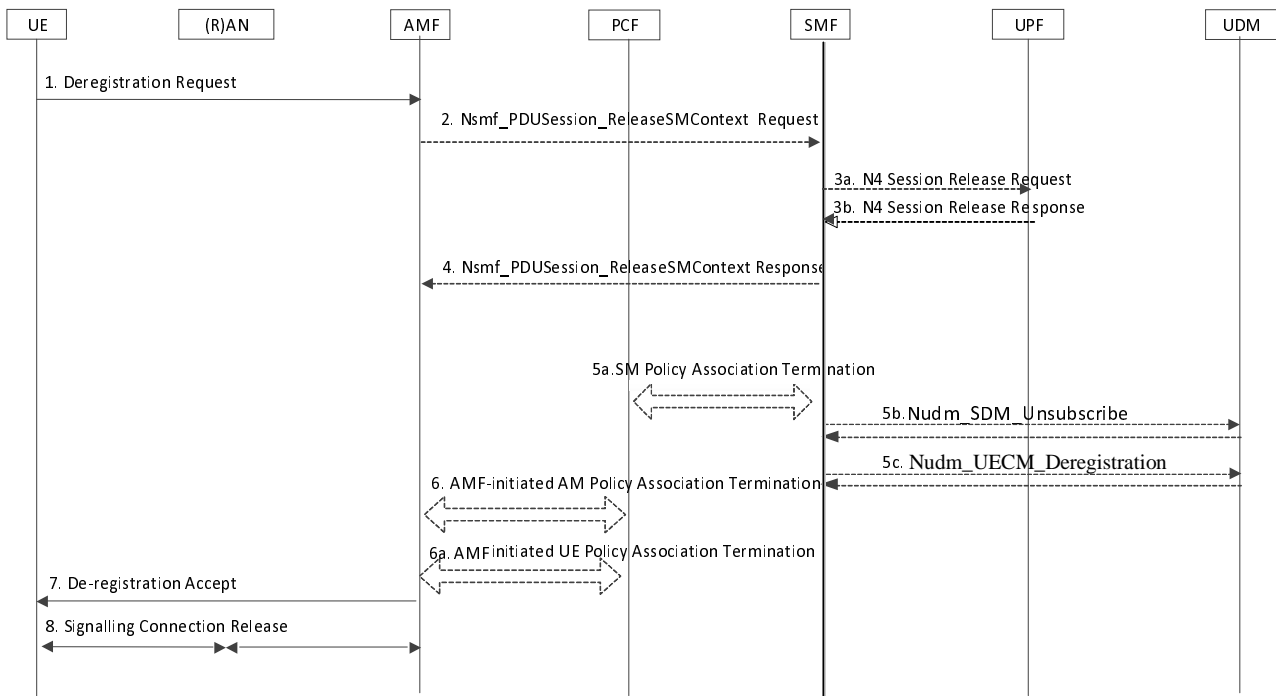 UE (R)AN AMF PCF SMF UPF UDM
1. Deregistration Request
2. Nsmf_PDUSession_ReleaseSMContext Request
3a. N4 Session Release Request
3b. N4 Session Release Response
4. Nsmf_PDUSession_ReleaseSMContext Response
5a.SM Policy Association Termination
5b. Nudm_SDM_Unsubscribe
5c. Nudm_UECM_Deregistration
6. AMF-initiated AM Policy Association Termination
6a. AMF initiated UE Policy Association Termination
7. De-registration Accept
8. Signalling Connection Release